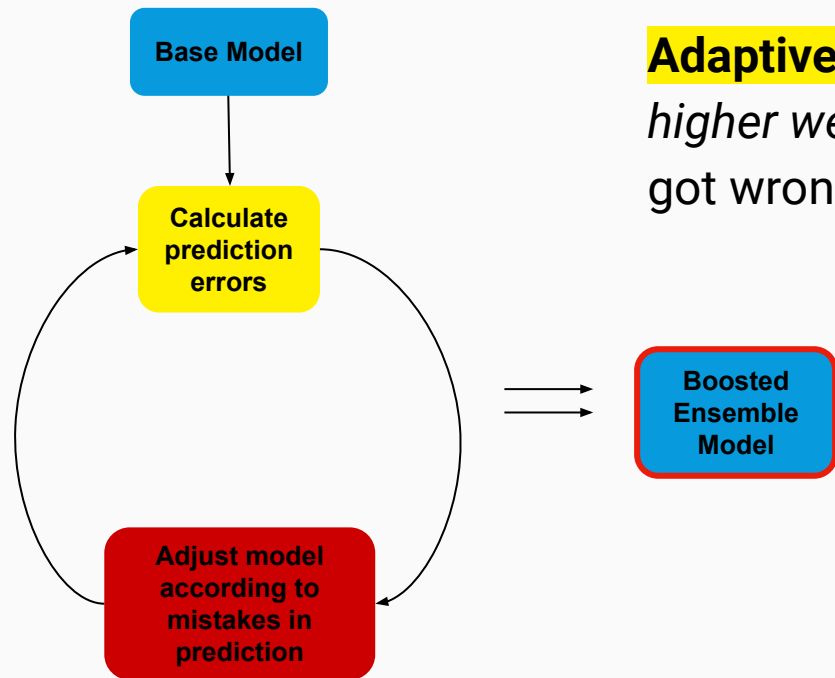 Base Model
Adaptive
higher we
got wron
Calculate
prediction
errors
Boosted
Ensemble
Model
Adjust model
according to
mistakes in
prediction